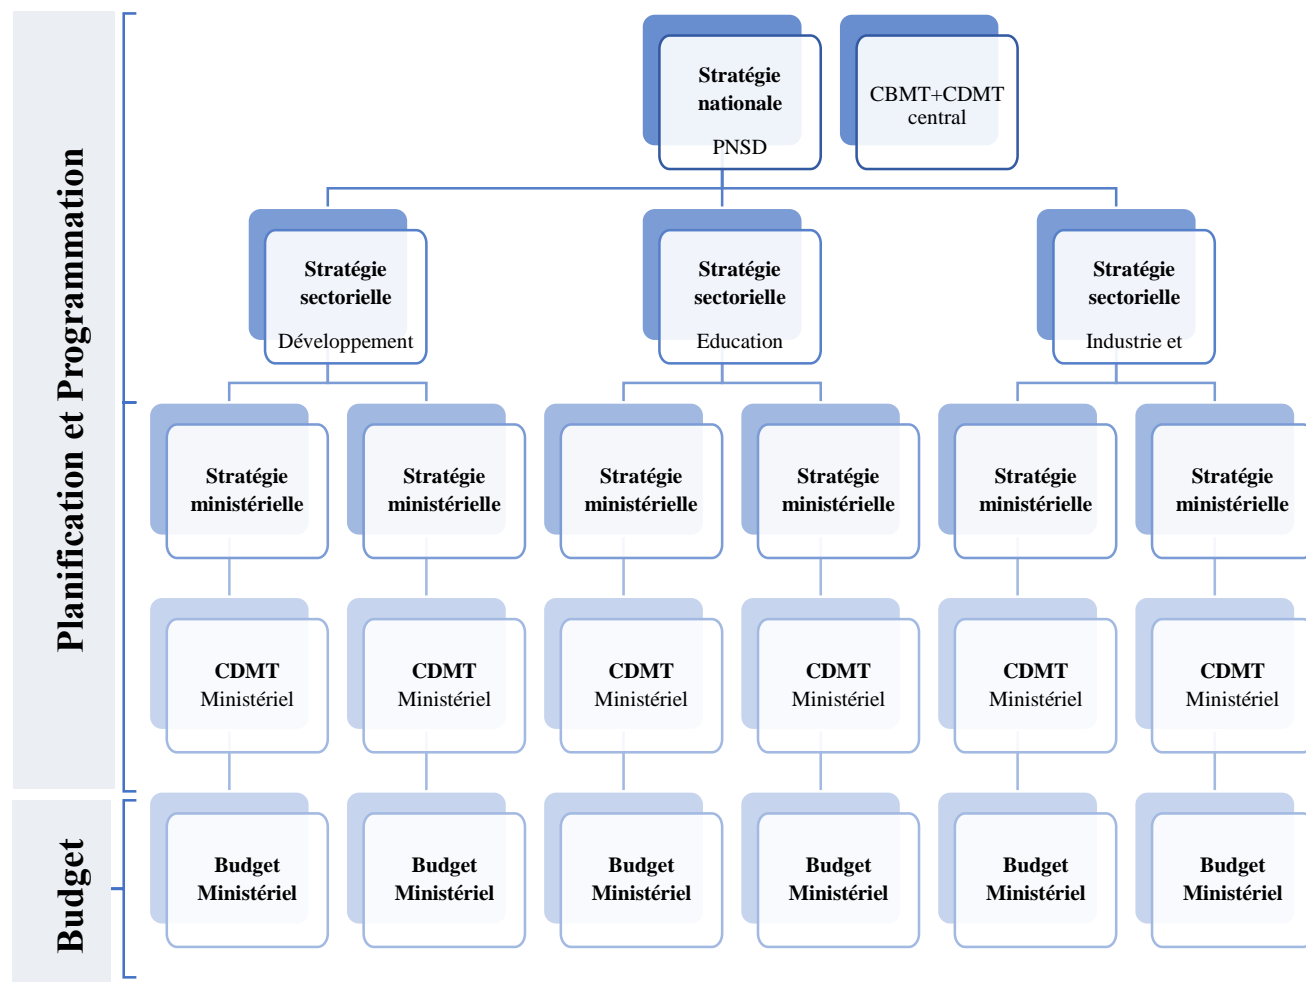 Planification et Programmation
Stratégie
nationale
PNSD
CBMT+CDMT
central
Stratégie
sectorielle
Développement
Stratégie
sectorielle
Education
Stratégie
sectorielle
Industrie et
Stratégie
ministérielle
Stratégie
ministérielle
Stratégie
ministérielle
Stratégie
ministérielle
Stratégie
ministérielle
Stratégie
ministérielle
CDMT
Ministériel
CDMT
Ministériel
CDMT
Ministériel
CDMT
Ministériel
CDMT
Ministériel
CDMT
Ministériel
Budget
Budget
Ministériel
Budget
Ministériel
Budget
Ministériel
Budget
Ministériel
Budget
Ministériel
Budget
Ministériel